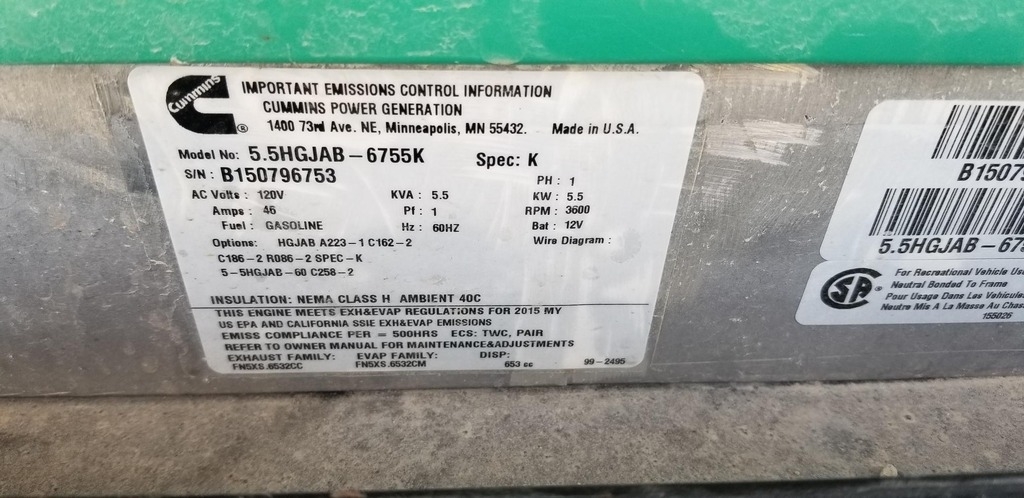 Cummins
IMPORTANT EMISSIONS CONTROL INFORMATION
CUMMINS POWER GENERATION
1400 73rd Ave. NE, Minneapolis, MN 55432. Made in U.S.A.
Model No: 5.5HGJAB-6755K Spec: K
S/N: B150796753 PH: 1
AC Volts: 120V KVA: 5.5 KW: 5.5
Amps: 46 Pf: 1 RPM: 3600
Fuel: GASOLINE Hz: 60HZ Bat: 12V
Options: HGJAB A223-1 C162-2 Wire Diagram:
C186-2 R086-2 SPEC-K
5-5HGJAB-60 C258-2
INSULATION: NEMA CLASS H AMBIENT 40C
THIS ENGINE MEETS EXH&EVAP REGULATIONS FOR 2015 MY
US EPA AND CALIFORNIA SSIE EXH&EVAP EMISSIONS
EMISS COMPLIANCE PER = 500HRS ECS: TWC, PAIR
REFER TO OWNER MANUAL FOR MAINTENANCE&ADJUSTMENTS
EXHAUST FAMILY: EVAP FAMILY: DISP:
FN5XS.6532CC FN5XS.6532CM 653 cc 99-2495
B15079
5.5HGJAB-67
SP
For Recreational Vehicle
Neutral Bonded To Frame
Pour Usage Dans Les
Neutre Mis A La Masse Au
155026